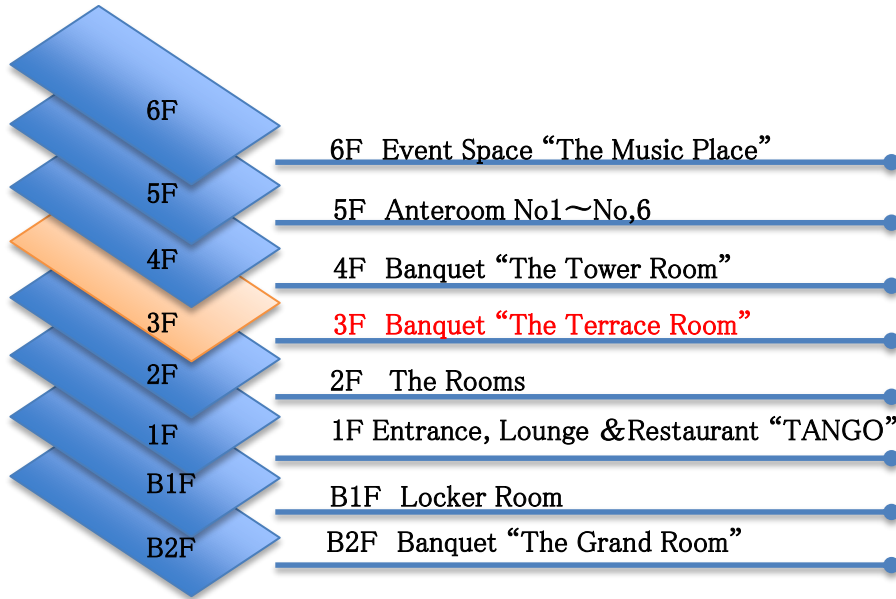 6F
6F Event Space “The Music Place”
5F
5F Anteroom No1～No,6
4F
4F Banquet “The Tower Room”
3F
3F Banquet “The Terrace Room”
2F
2F The Rooms
1F
1F Entrance, Lounge &Restaurant “TANGO”
B1F
B1F Locker Room
B2F
B2F Banquet “The Grand Room”